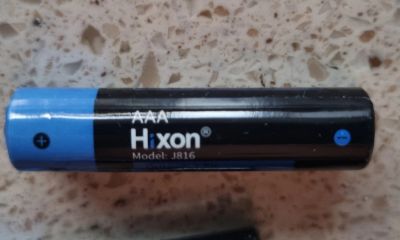 AAA
Hixon®
Model: J816
+
-